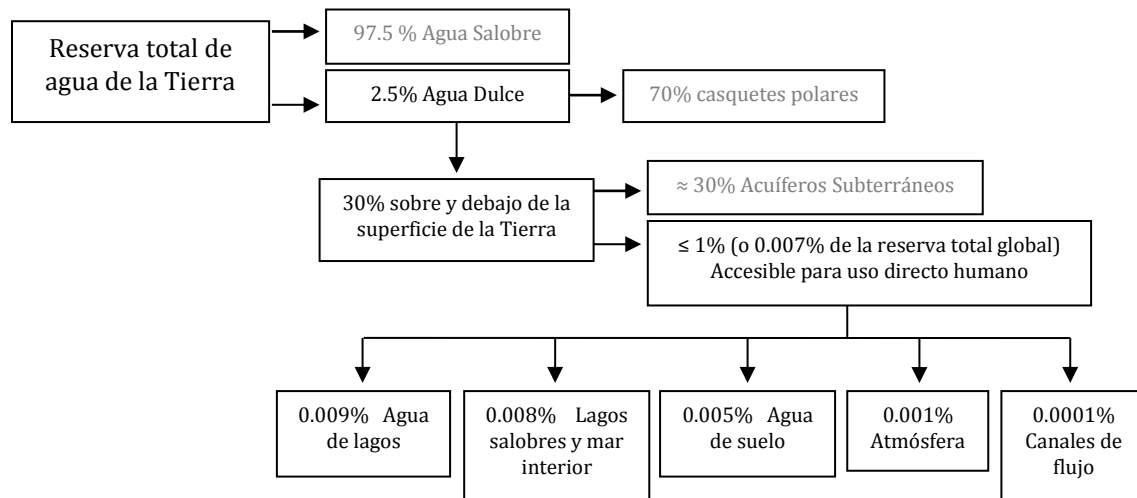 Reserva total de
agua de la Tierra
97.5 % Agua Salobre
2.5% Agua Dulce
70% casquetes polares
30% sobre y debajo de la
superficie de la Tierra
≈ 30% Acuíferos Subterráneos
≤ 1% (o 0.007% de la reserva total global)
Accesible para uso directo humano
0.009% Agua
de lagos
0.008% Lagos
salobres y mar
interior
0.005% Agua
de suelo
0.001%
Atmósfera
0.0001%
Canales de
flujo